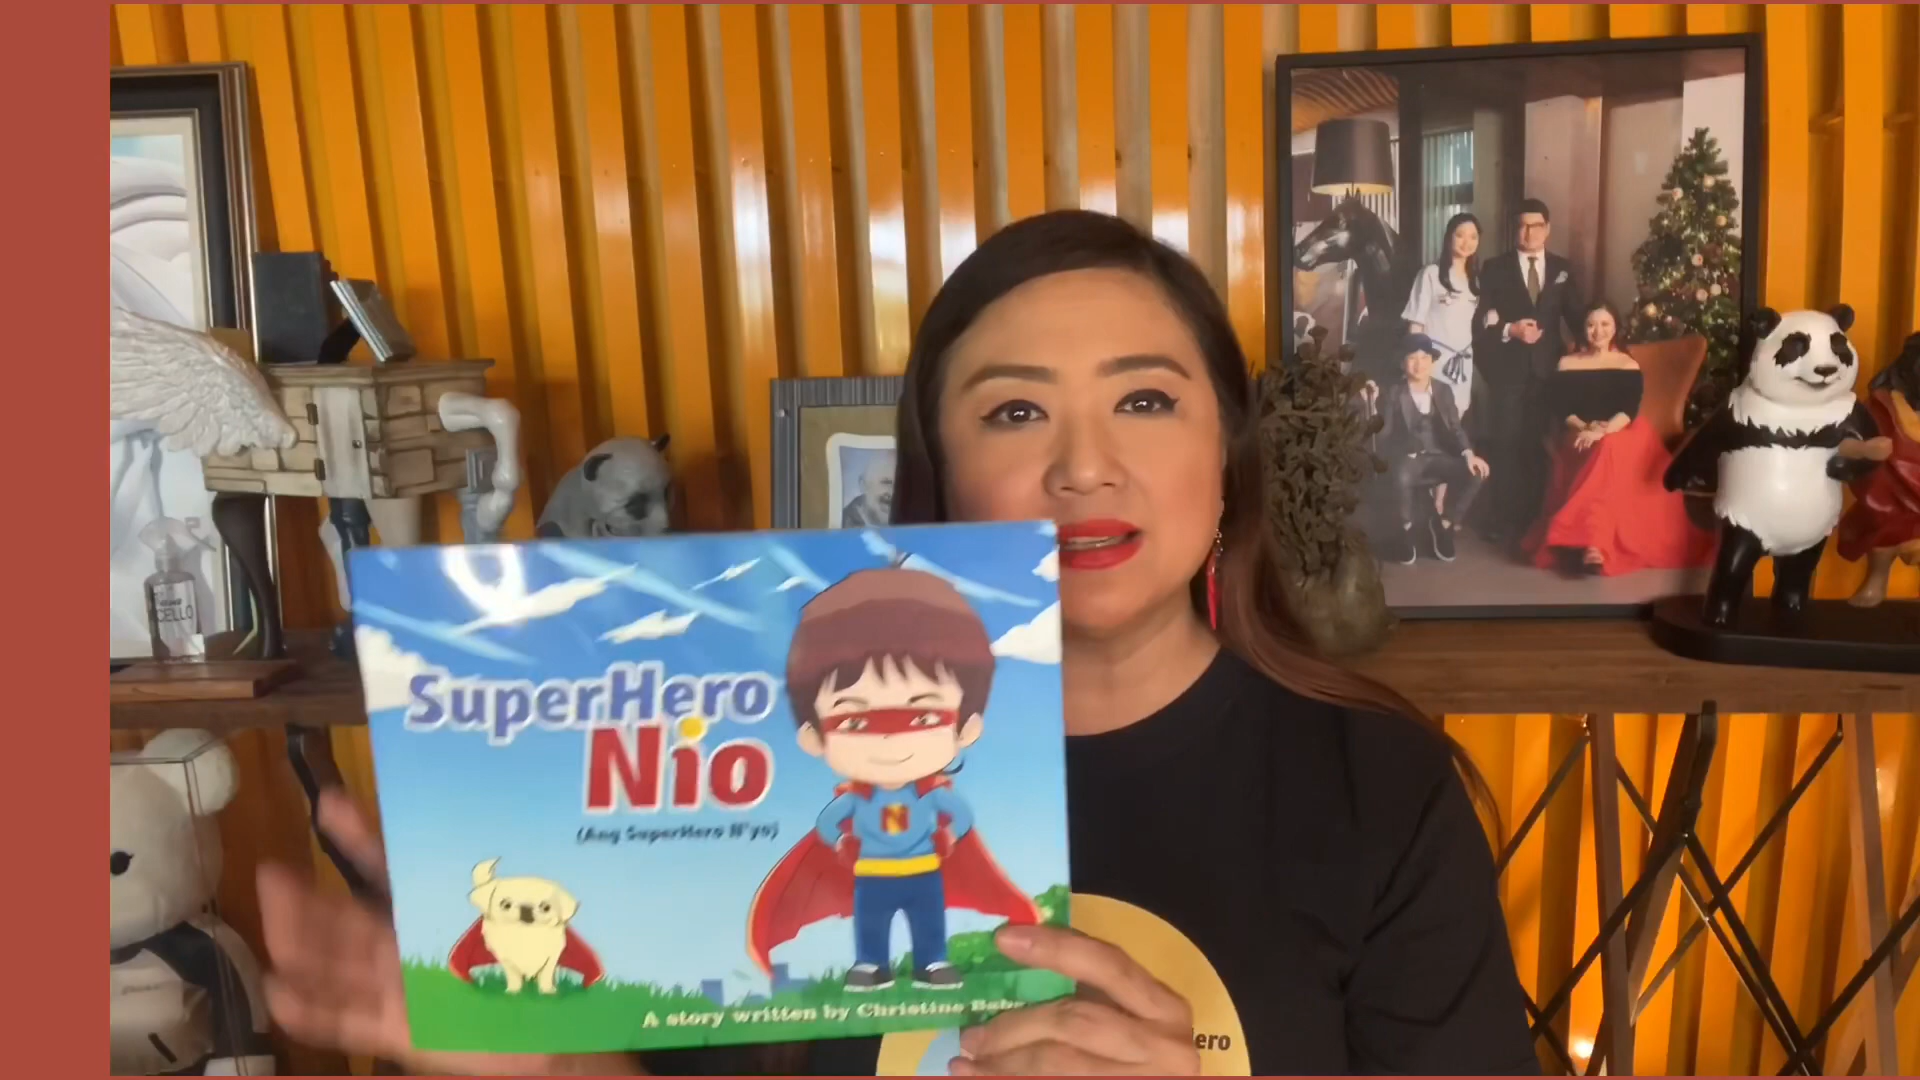 SuperHero
Nio
(Ang SuperHero N'yo)
N
A story written by Christine
CELLO
ero